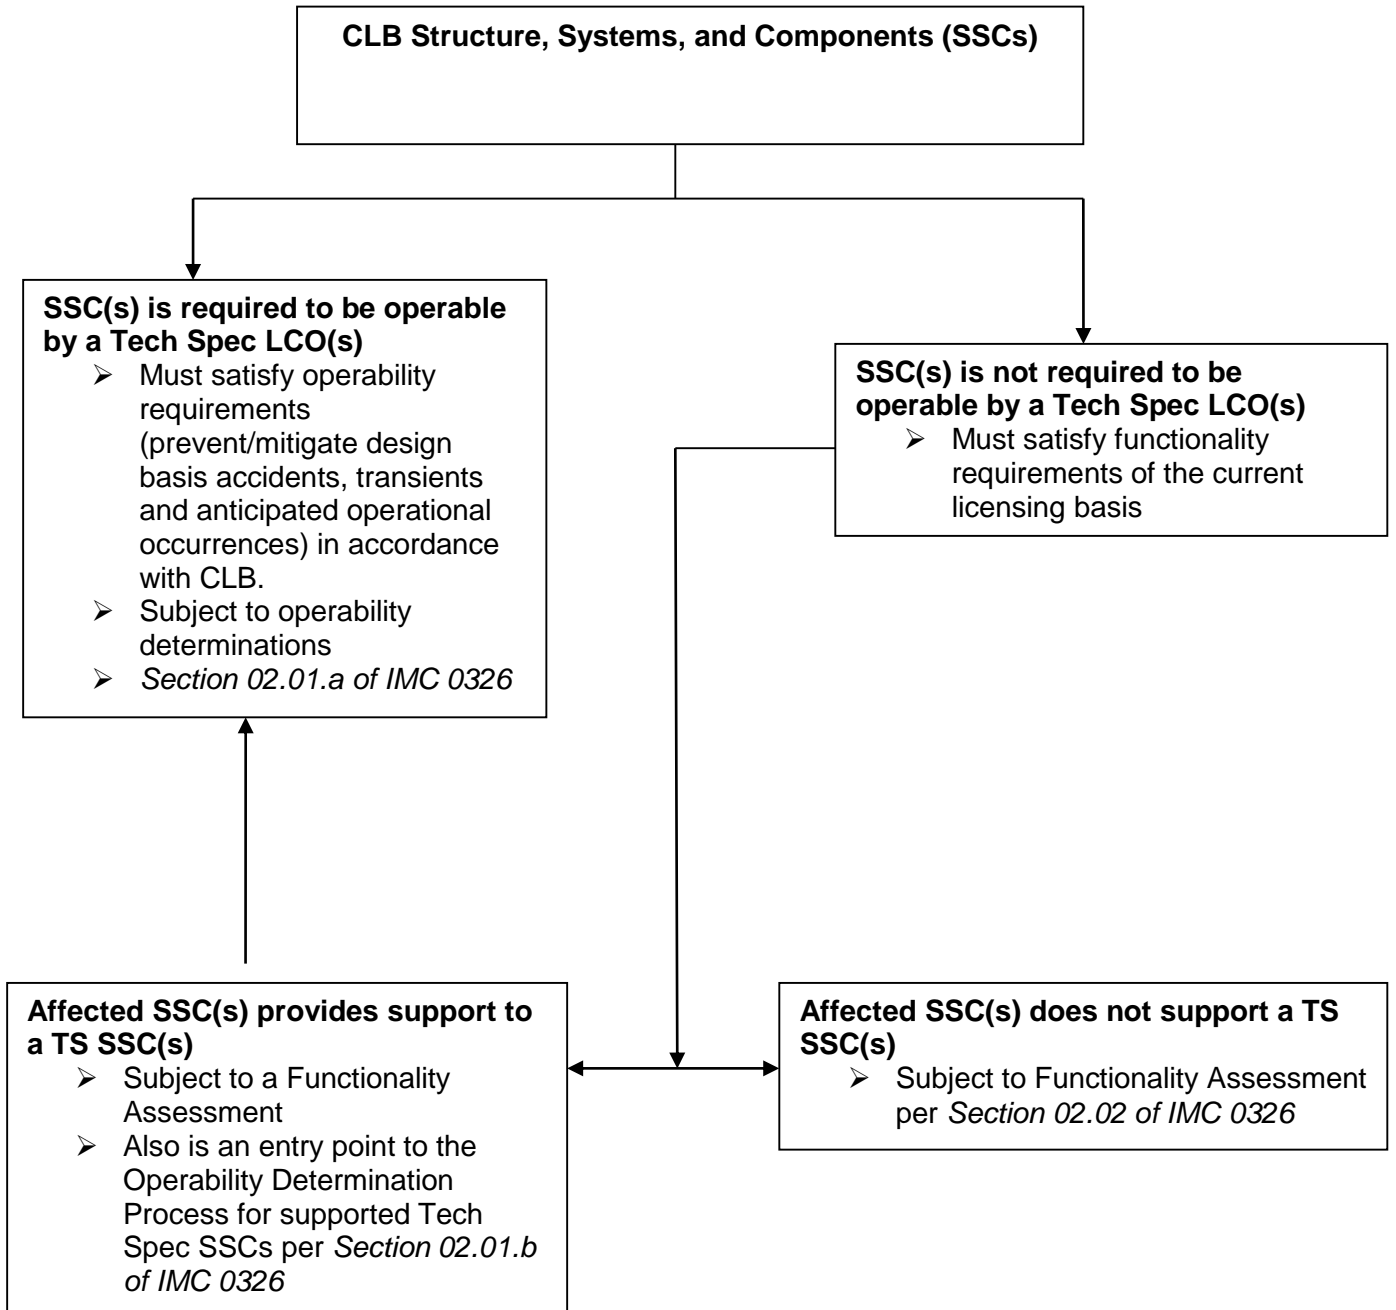 CLB Structure, Systems, and Components (SSCs)
SSC(s) is required to be operable
by a Tech Spec LCO(s)
➢ Must satisfy operability
requirements
(prevent/mitigate design
basis accidents, transients
and anticipated operational
occurrences) in accordance
with CLB.
➢ Subject to operability
determinations
➢ Section 02.01.a of IMC 0326
SSC(s) is not required to be
operable by a Tech Spec LCO(s)
➢ Must satisfy functionality
requirements of the current
licensing basis
Affected SSC(s) provides support to
a TS SSC(s)
➢ Subject to a Functionality
Assessment
➢ Also is an entry point to the
Operability Determination
Process for supported Tech
Spec SSCs per Section 02.01.b
of IMC 0326
Affected SSC(s) does not support a TS
SSC(s)
➢ Subject to Functionality Assessment
per Section 02.02 of IMC 0326